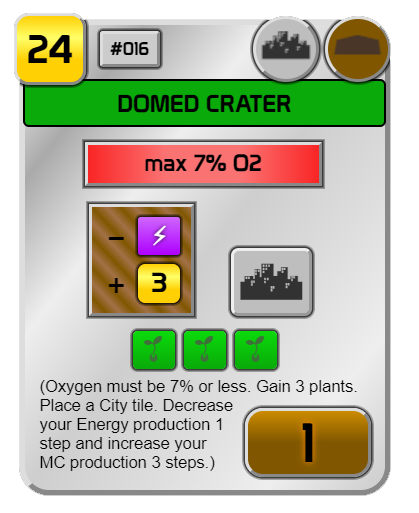 24
#016
DOMED CRATER
max 7% O2
-
+ 3
(Oxygen must be 7% or less. Gain 3 plants.
Place a City tile. Decrease
your Energy production 1
step and increase your
MC production 3 steps.)
1